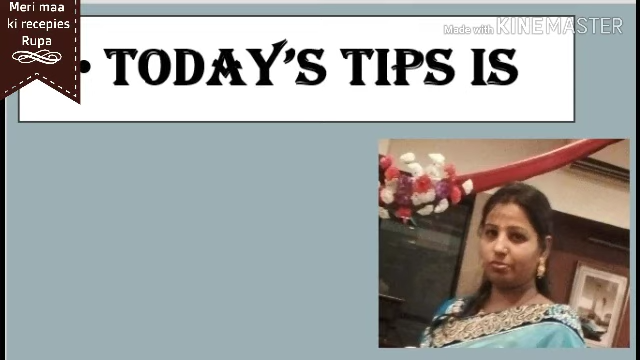 Meri maa
ki recepies
Rupa
Made with KINEMASTER
• TODAY'S TIPS IS